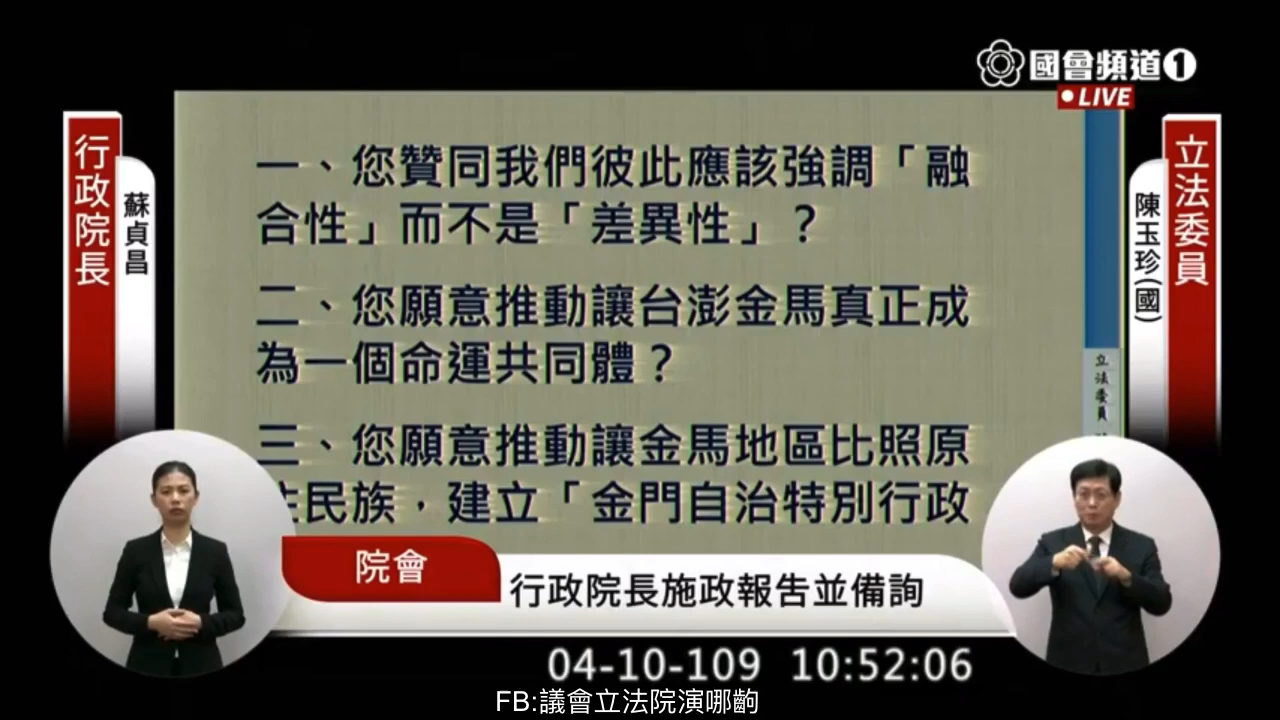 國會頻道1
LIVE
行政院長
蘇貞昌
立法委員
陳玉珍(國)
一、您贊同我們彼此應該強調「融
合性」而不是「差異性」？
二、您願意推動讓台澎金馬真正成
為一個命運共同體？
三、您願意推動讓金馬地區比照原
住民族，建立「金門自治特別行政
立法委員
院會
行政院長施政報告並備詢
04-10-109 10:52:06
FB:議會立法院演哪齣